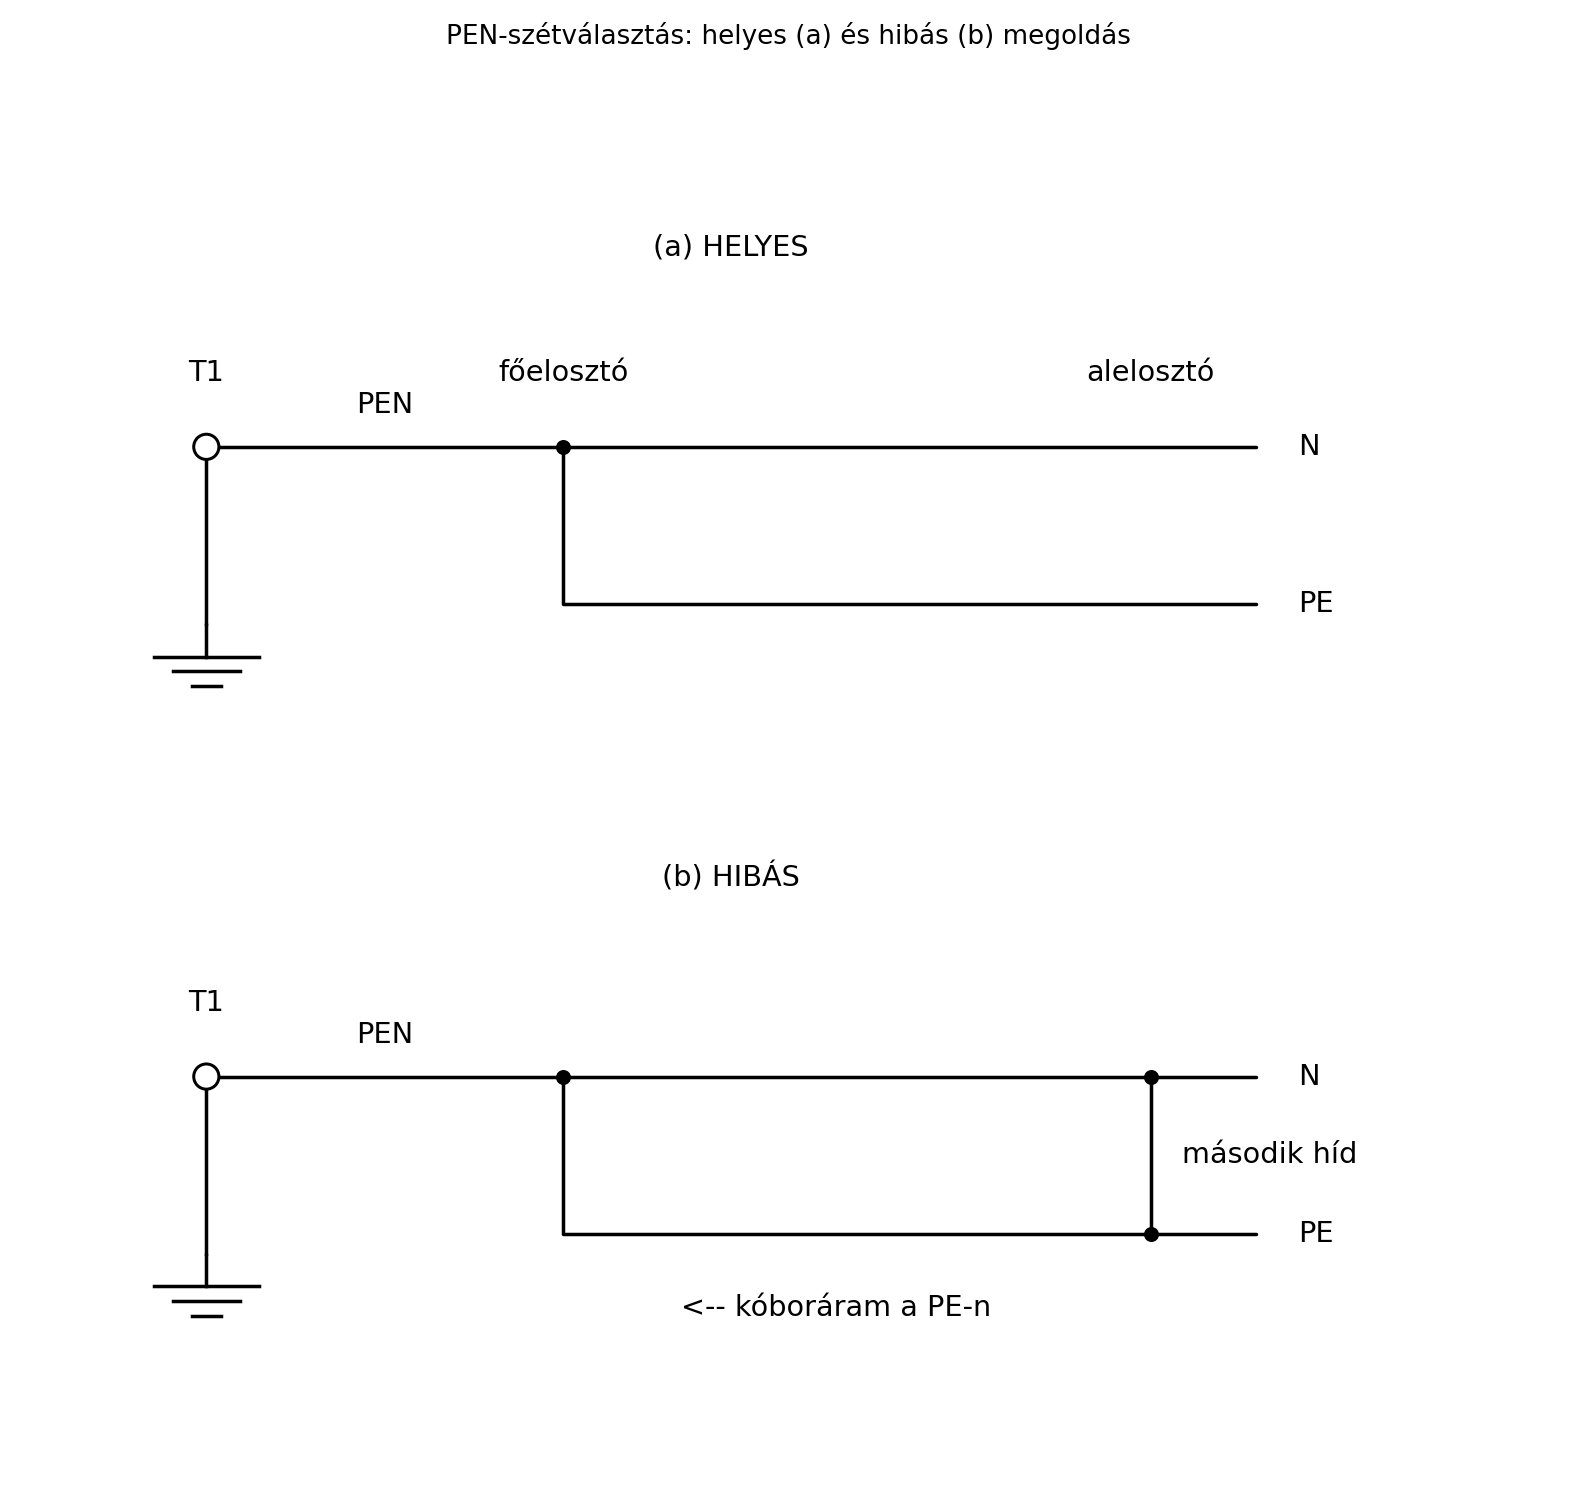 PEN-szétválasztás: helyes (a) és hibás (b) megoldás
(a) HELYES
T1
főelosztó
alelosztó
PEN
N
PE
(b) HIBÁS
T1
PEN
N
második híd
PE
<-- kóboráram a PE-n